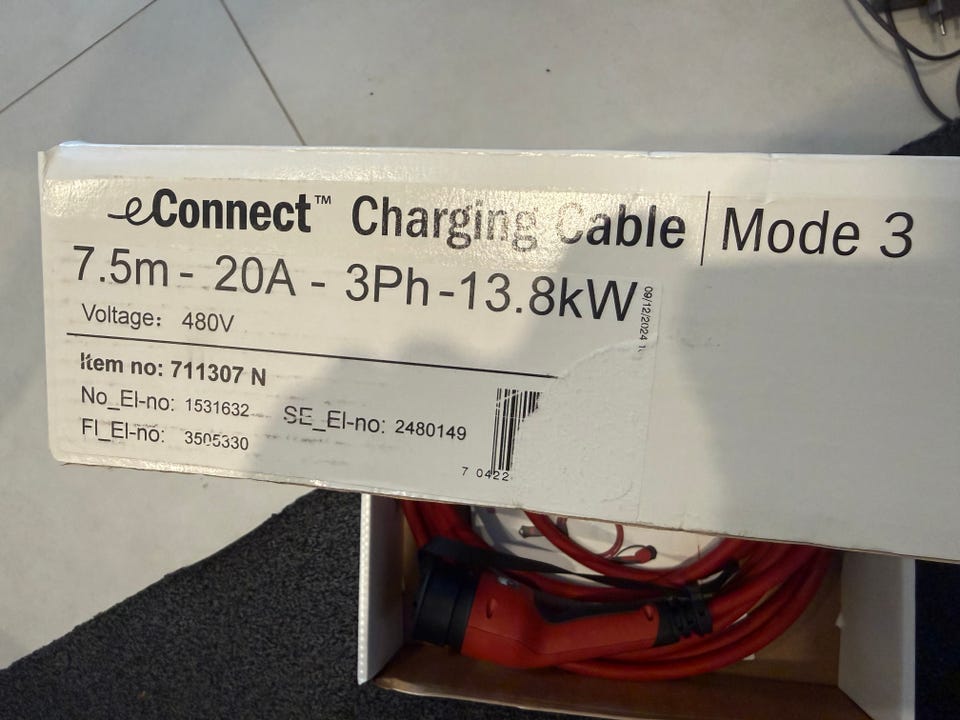 eConnect™ Charging Cable | Mode 3
7.5m - 20A - 3Ph - 13.8kW
09/12/2024
Voltage: 480V
Item no: 711307 N
No_El-no: 1531632 SE_El-no: 2480149
FI_El-no: 3505330
7 0422